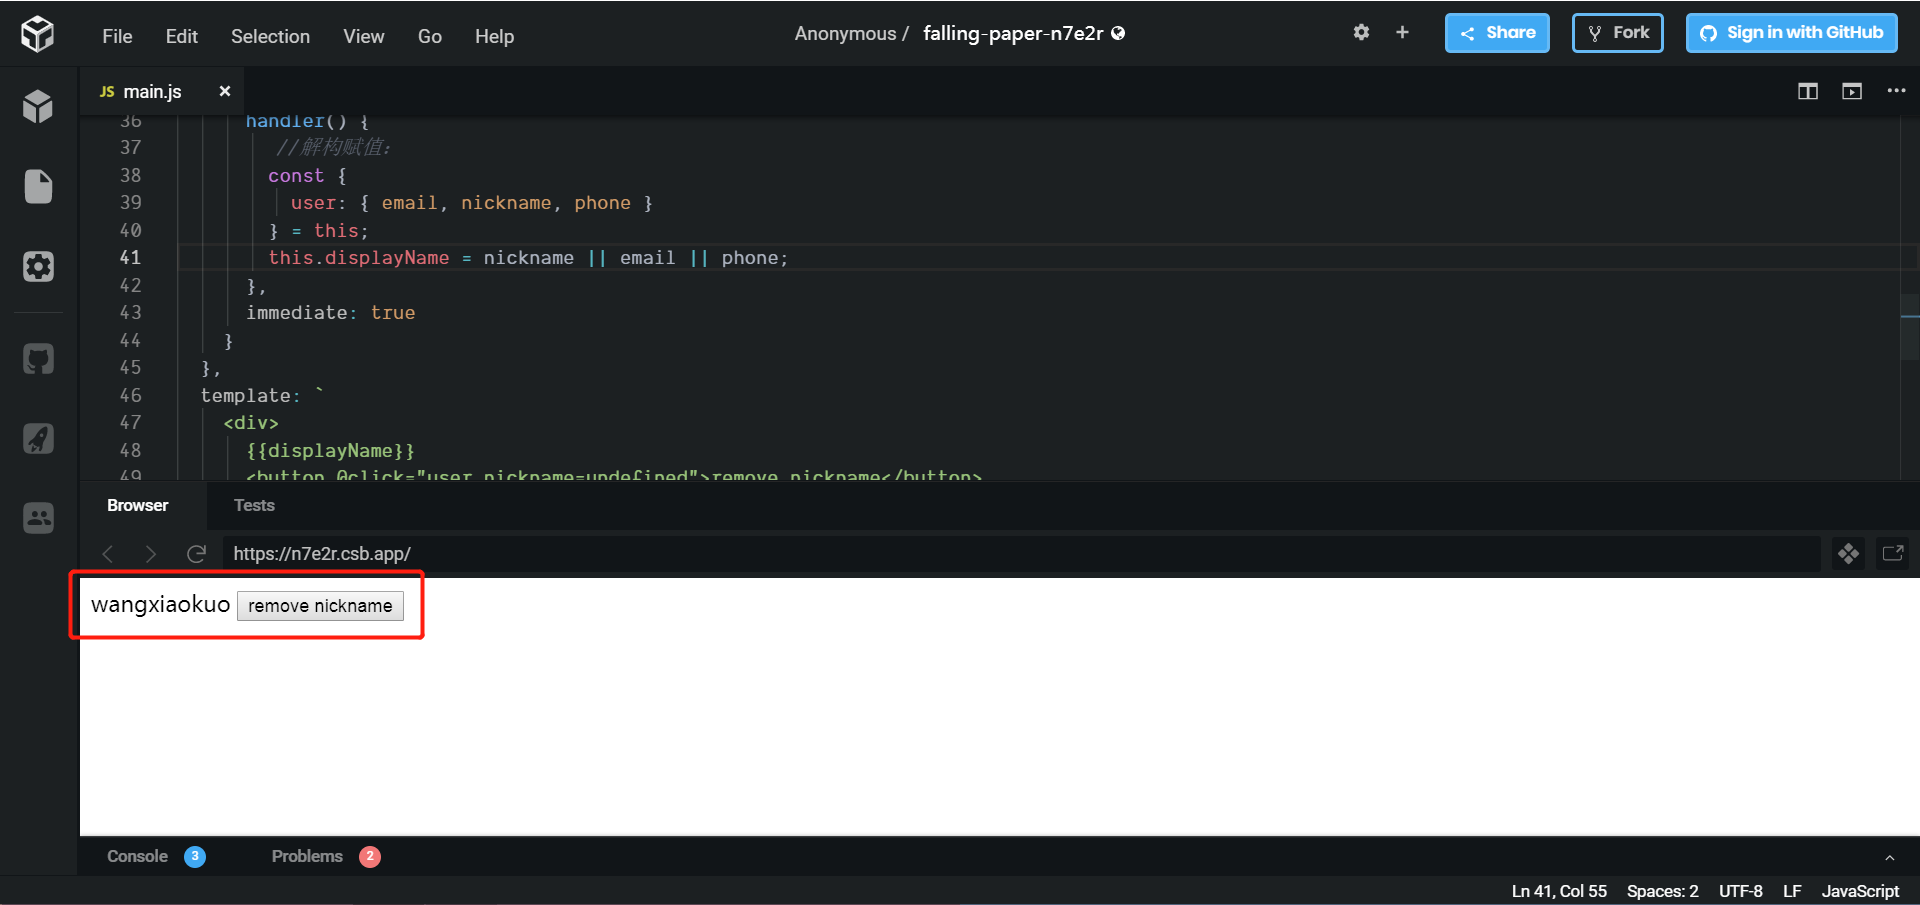 File Edit Selection View Go Help
Anonymous / falling-paper-n7e2r
Share Fork Sign in with GitHub
JS main.js
36 handler() {
37 //解构赋值:
38 const {
39 user: { email, nickname, phone }
40 } = this;
41 this.displayName = nickname || email || phone;
42 },
43 immediate: true
44 }
45 },
46 template: `
47 <div>
48 {{displayName}}
49 <button @click="user.nickname=undefined">remove nickname</button>
Browser Tests
https://n7e2r.csb.app/
wangxiaokuo remove nickname
Console 3 Problems 2
Ln 41, Col 55 Spaces: 2 UTF-8 LF JavaScript